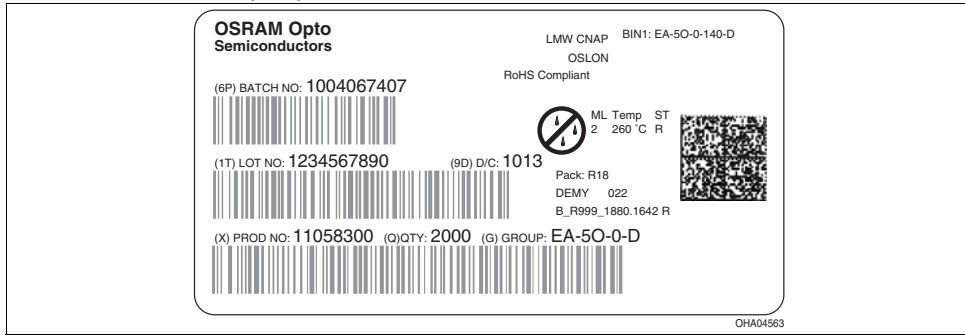 OSRAM Opto
Semiconductors
LMW CNAP BIN1: EA-5O-0-140-D
OSLON
RoHS Compliant
(6P) BATCH NO: 1004067407
ML Temp ST
2 260 °C R
(1T) LOT NO: 1234567890 (9D) D/C: 1013
Pack: R18
DEMY 022
B_R999_1880.1642 R
(X) PROD NO: 11058300 (Q)QTY: 2000 (G) GROUP: EA-5O-0-D
OHA04563